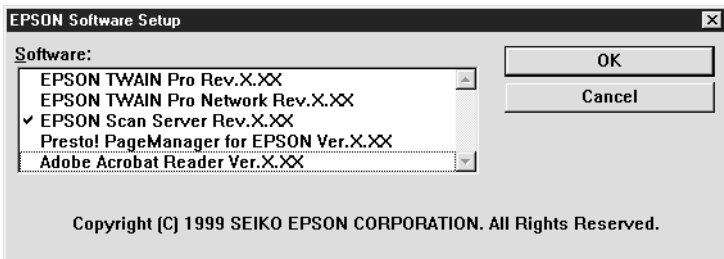 EPSON Software Setup
Software:
EPSON TWAIN Pro Rev.X.XX
EPSON TWAIN Pro Network Rev.X.XX
✓ EPSON Scan Server Rev.X.XX
Presto! PageManager for EPSON Ver.X.XX
Adobe Acrobat Reader Ver.X.XX
OK
Cancel
Copyright (C) 1999 SEIKO EPSON CORPORATION. All Rights Reserved.